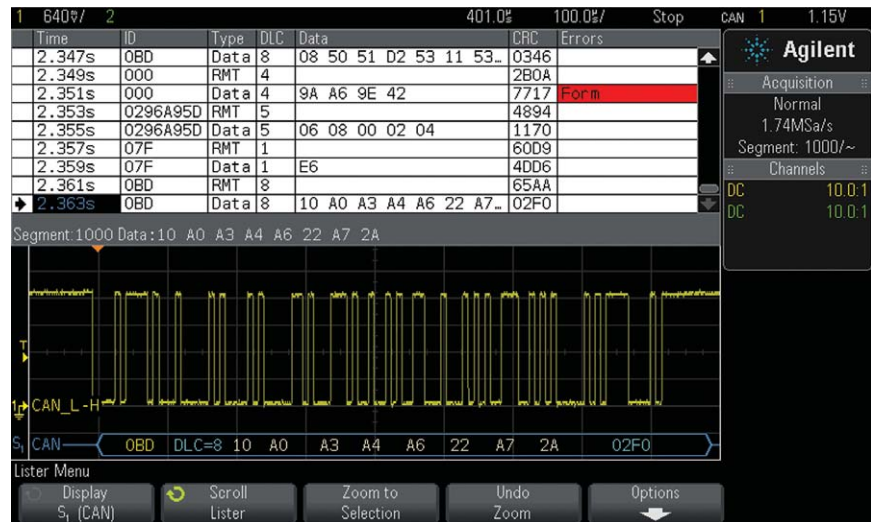 1 640⅟/ 2 401.0⅟ 100.0⅟/ Stop CAN 1 1.15V
Time ID Type DLC Data CRC Errors
2.347s 0BD Data 8 08 50 51 D2 53 11 53… 0346
2.349s 000 RMT 4 2B0A
2.351s 000 Data 4 9A A6 9E 42 7717 Form
2.353s 0296A95D RMT 5 4894
2.355s 0296A95D Data 5 06 08 00 02 04 1170
2.357s 07F RMT 1 60D9
2.359s 07F Data 1 E6 4DD6
2.361s 0BD RMT 8 65AA
2.363s 0BD Data 8 10 A0 A3 A4 A6 22 A7… 02F0
Segment:1000 Data:10 A0 A3 A4 A6 22 A7 2A
Agilent
Acquisition
Normal
1.74MSa/s
Segment: 1000/~
Channels
DC 10.0:1
DC 10.0:1
T
1 CAN_L-H
S1 CAN 0BD DLC=8 10 A0 A3 A4 A6 22 A7 2A 02F0
Lister Menu
Display
S1 (CAN)
Scroll
Lister
Zoom to
Selection
Undo
Zoom
Options